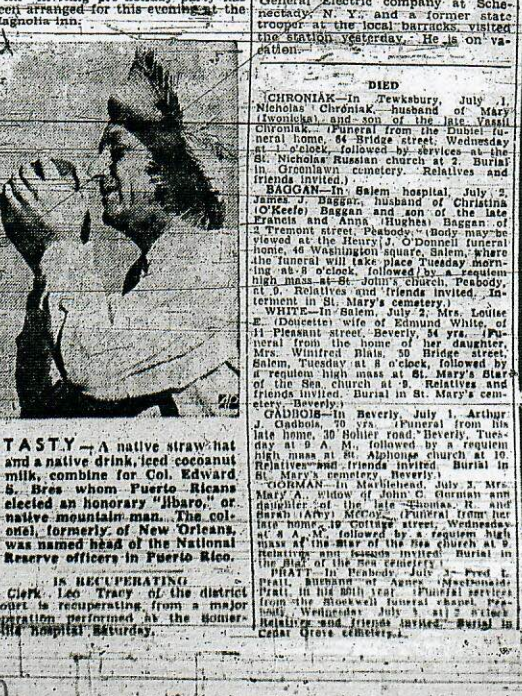 been arranged for this evening at the
Magnolia Inn.
TASTY — A native straw hat
and a native drink, iced cocoanut
milk, combine for Col. Edward
S. Bres whom Puerto Ricans
elected an honorary "jibaro," or
native mountain man. The col-
onel, formerly of New Orleans,
was named head of the National
Reserve officers in Puerto Rico.
IS RECUPERATING
Clerk Leo Tracy of the district
court is recuperating from a major
operation performed at the
hospital Saturday.
General Electric company at Sche-
nectady, N. Y., and a former state
trooper at the local barracks, visited
the station yesterday. He is on va-
cation.
DIED
CHRONIAK—In Tewksbury, July 1,
Nicholas Chroniak, husband of Mary
(Iwonicka) and son of the late Vassil
Chroniak. (Funeral from the Dubiel fu-
neral home, 64 Bridge street, Wednesday
at 1 o'clock, followed by services at the
St. Nicholas Russian church at 2. Burial
in Greenlawn cemetery. Relatives and
friends invited.)
BAGGAN—In Salem hospital, July 2,
James J. Baggan, husband of Christina
(O'Keefe) Baggan and son of the late
Francis and Anna (Hughes) Baggan of
2 Tremont street, Peabody. (Body may be
viewed at the Henry J. O'Donnell funeral
home, 46 Washington square, Salem, where
the funeral will take place Tuesday morn-
ing at 8 o'clock, followed by a requiem
high mass at St. John's church, Peabody,
at 9. Relatives and friends invited. In-
terment in St. Mary's cemetery.)
WHITE—In Salem, July 2, Mrs. Louise
E. (Doucette) wife of Edmund White, of
11 Pleasant street, Beverly, 54 yrs. (Fu-
neral from the home of her daughter,
Mrs. Winifred Blais, 50 Bridge street,
Salem, Tuesday at 8 o'clock, followed by
a requiem high mass at St. Mary's Star
of the Sea church at 9. Relatives and
friends invited. Burial in St. Mary's cem-
etery, Beverly.)
GADBOIS—In Beverly, July 1, Arthur
J. Gadbois, 70 yrs. (Funeral from his
late home, 30 Sohier road, Beverly, Tues-
day at 9 A. M., followed by a requiem
high mass at St. Alphonse church at 10.
Relatives and friends invited. Burial in
St. Mary's cemetery, Beverly.)
GORMAN—In Marblehead, July 3, Mrs.
Mary A., widow of John C. Gorman and
daughter of the late Thomas R. and
Sarah McCoy. (Funeral from her
late home, 19 Cottage street, Wednesday
at 8 A. M., followed by a requiem high
mass at the Star of the Sea church at 9.
Relatives and friends invited. Burial in
the Star of the Sea cemetery.)
PRATT—In Peabody, July 3, Fred L.
husband of Agnes MacDonald
Pratt, in his 80th year. (Funeral services
from the funeral chapel,
Wednesday, July at 2 o'clock.
Relatives and friends invited. Burial in
Cedar Grove cemetery.)